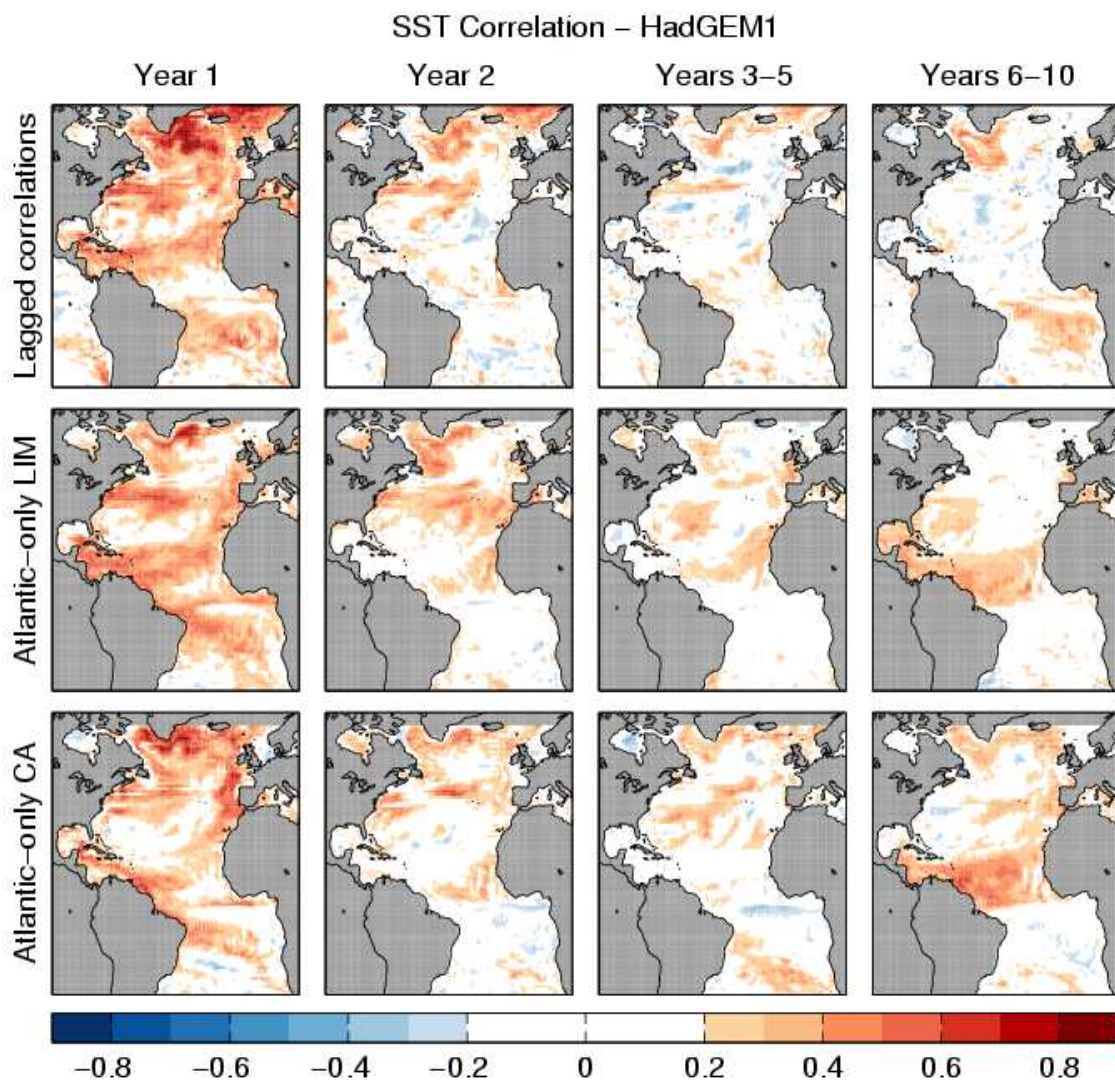 SST Correlation – HadGEM1
Year 1 Year 2 Years 3–5 Years 6–10
Lagged correlations
Atlantic–only LIM
Atlantic–only CA
−0.8 −0.6 −0.4 −0.2 0 0.2 0.4 0.6 0.8